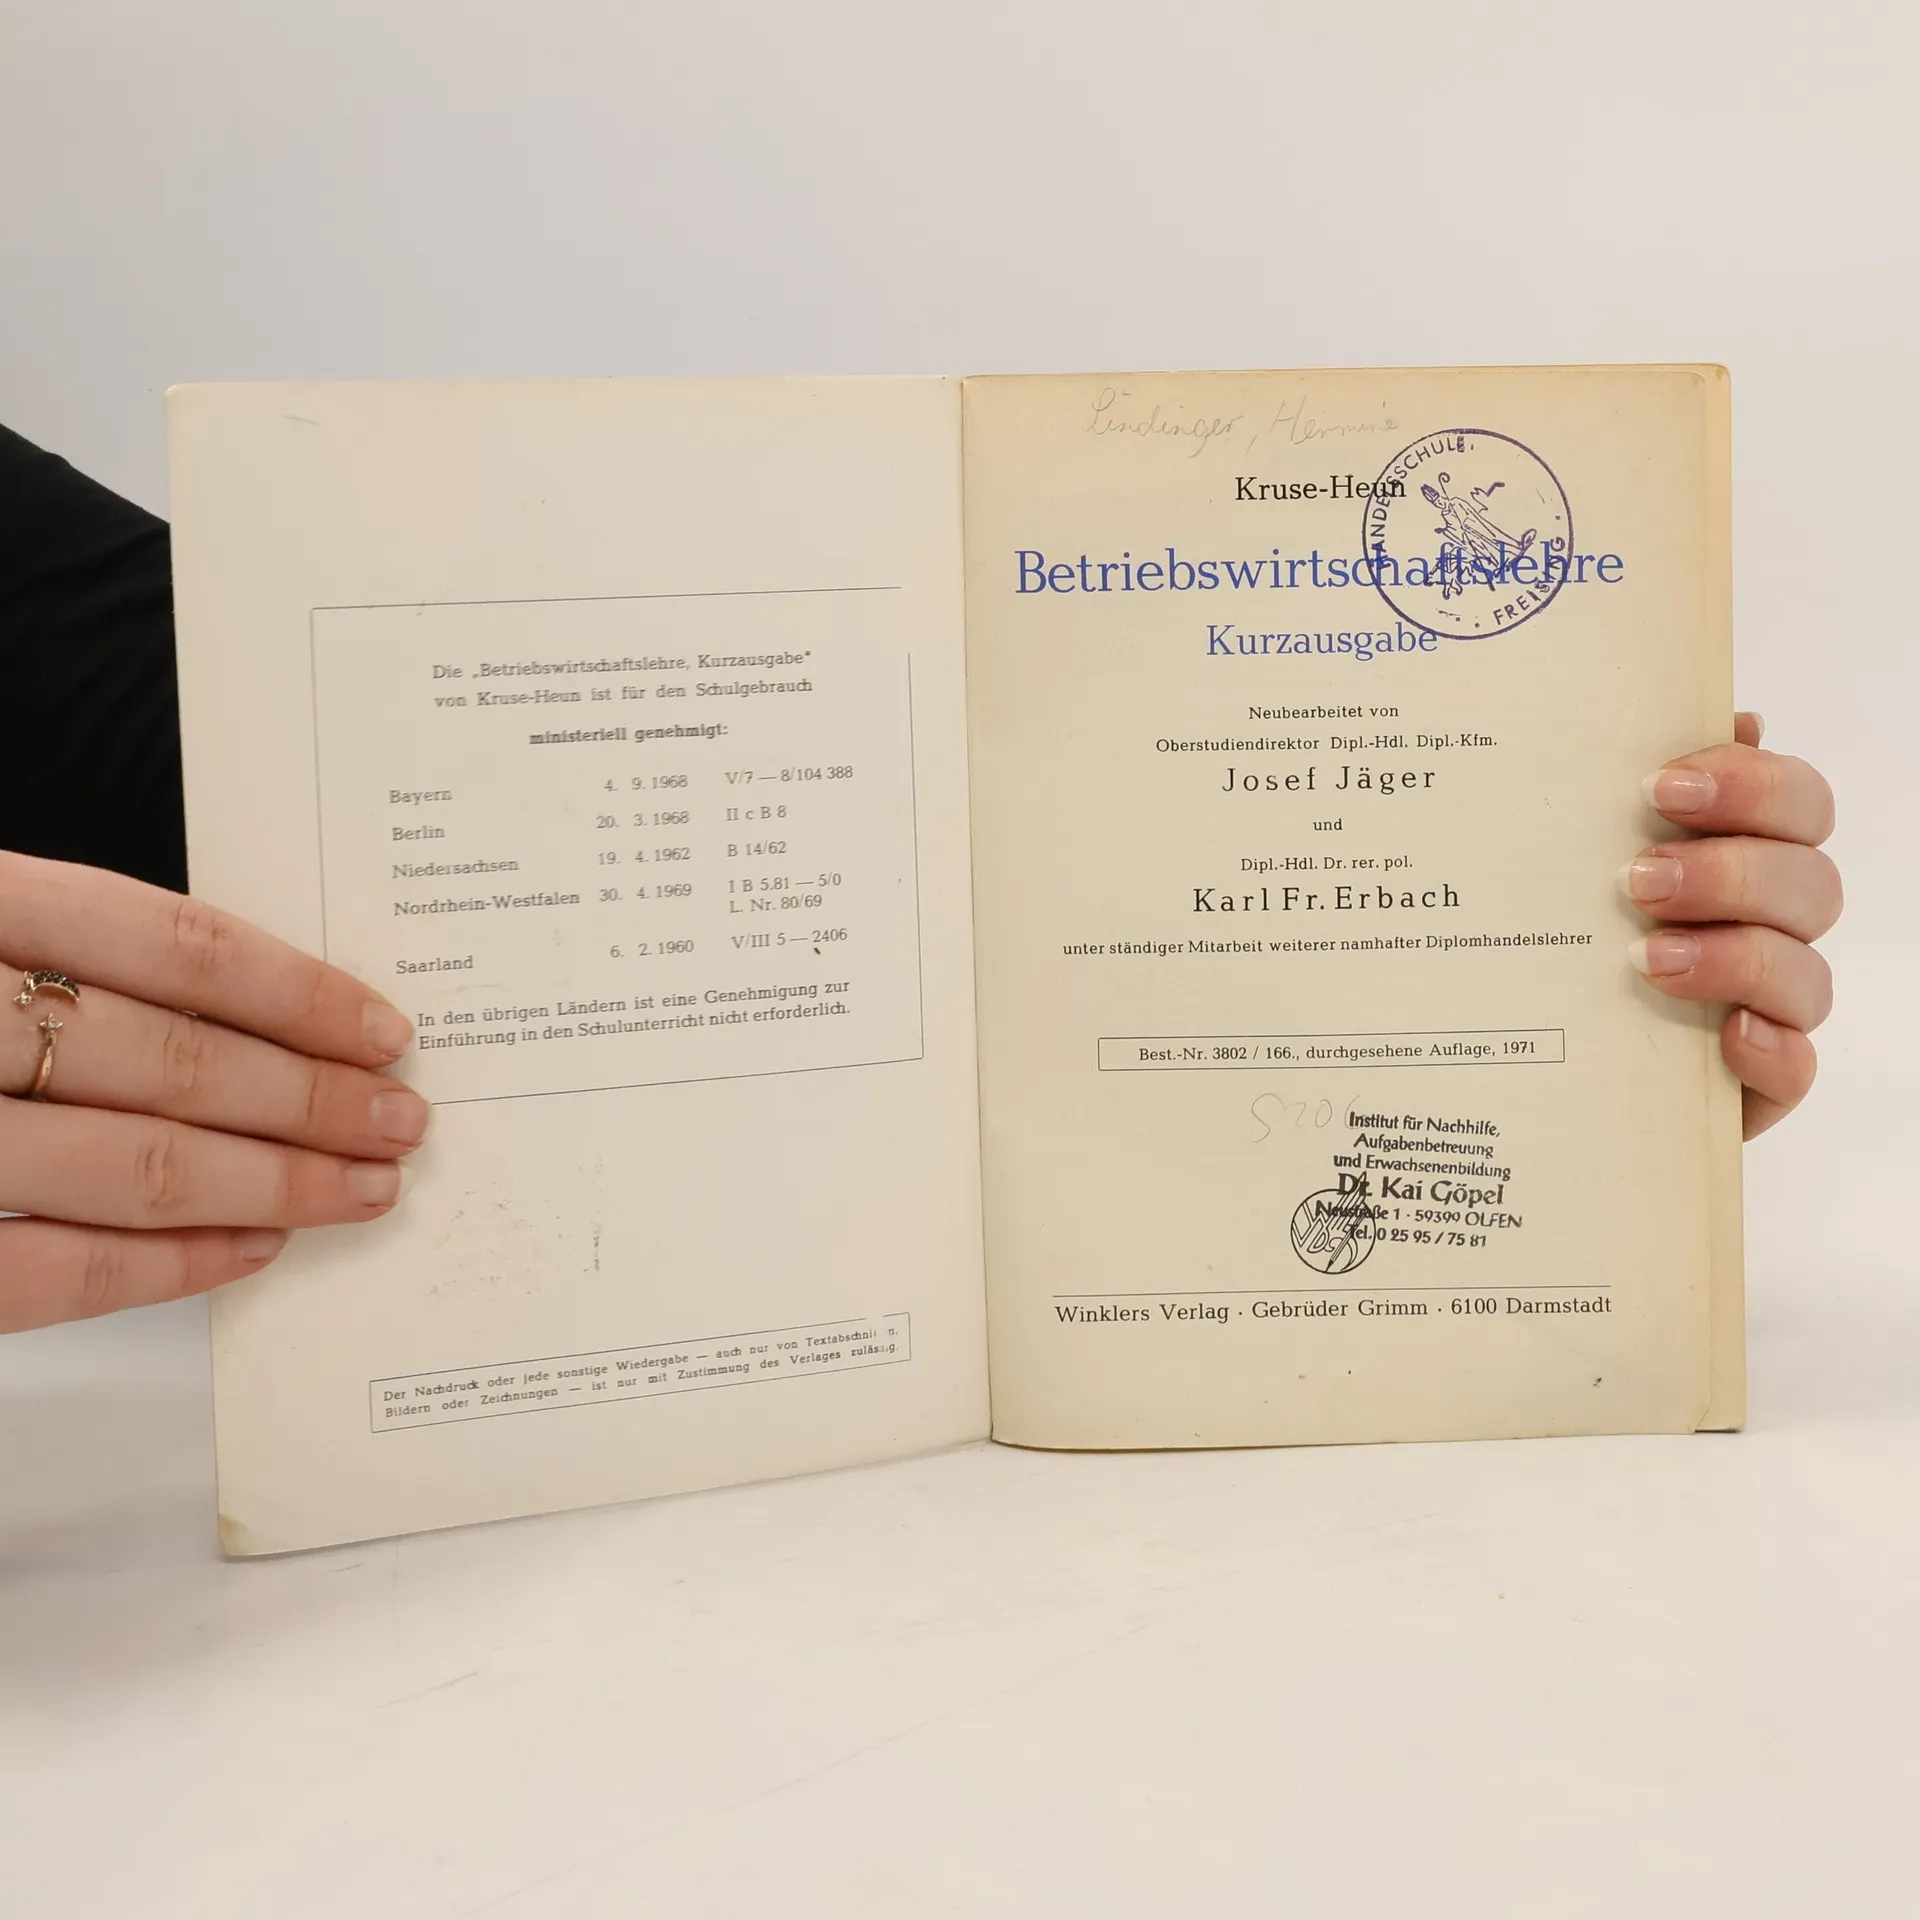 Die „Betriebswirtschaftslehre, Kurzausgabe"
von Kruse-Heun ist für den Schulgebrauch
ministeriell genehmigt:
Bayern 4. 9. 1968 V/7 — 8/104 388
Berlin 20. 3. 1968 II c B 8
Niedersachsen 19. 4. 1962 B 14/62
Nordrhein-Westfalen 30. 4. 1969 I B 5.81 — 5/0
L. Nr. 80/69
Saarland 6. 2. 1960 V/III 5 — 2406
In den übrigen Ländern ist eine Genehmigung zur
Einführung in den Schulunterricht nicht erforderlich.
Der Nachdruck oder jede sonstige Wiedergabe — auch nur von Textabschnitten,
Bildern oder Zeichnungen — ist nur mit Zustimmung des Verlages zulässig.
Lindinger, Hermine
HANDELSSCHULE
FREISING
Kruse-Heun
Betriebswirtschaftslehre
Kurzausgabe
Neubearbeitet von
Oberstudiendirektor Dipl.-Hdl. Dipl.-Kfm.
Josef Jäger
und
Dipl.-Hdl. Dr. rer. pol.
Karl Fr. Erbach
unter ständiger Mitarbeit weiterer namhafter Diplomhandelslehrer
Best.-Nr. 3802 / 166., durchgesehene Auflage, 1971
Institut für Nachhilfe,
Aufgabenbetreuung
und Erwachsenenbildung
Dr. Kai Göpel
Neustraße 1 · 59399 OLFEN
Tel. 0 25 95 / 75 81
Winklers Verlag · Gebrüder Grimm · 6100 Darmstadt